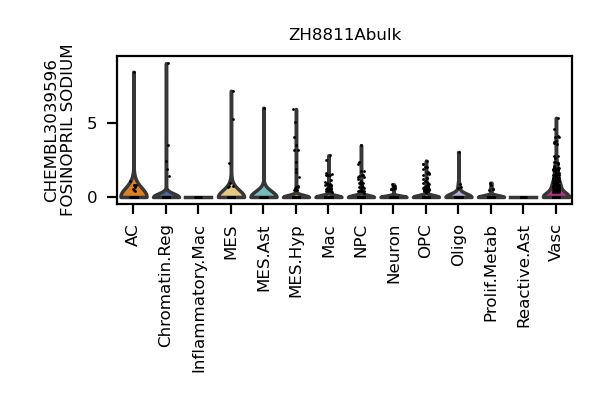 ZH8811Abulk
CHEMBL3039596
FOSINOPRIL SODIUM
5
0
AC
Chromatin.Reg
Inflammatory.Mac
MES
MES.Ast
MES.Hyp
Mac
NPC
Neuron
OPC
Oligo
Prolif.Metab
Reactive.Ast
Vasc